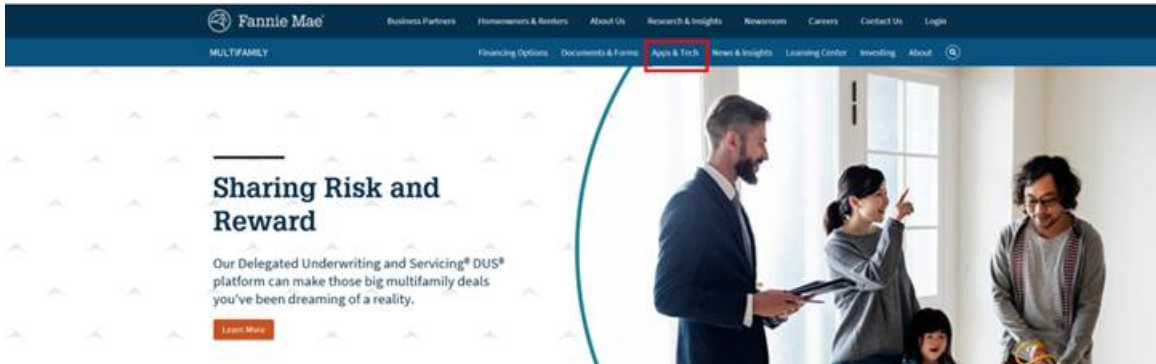 Fannie Mae®
Business Partners Homeowners & Renters About Us Research & Insights Newsroom Careers Contact Us Login
MULTIFAMILY
Financing Options Documents & Forms Apps & Tech News & Insights Learning Center Investing About
Sharing Risk and
Reward
Our Delegated Underwriting and Servicing® DUS®
platform can make those big multifamily deals
you've been dreaming of a reality.
Learn More